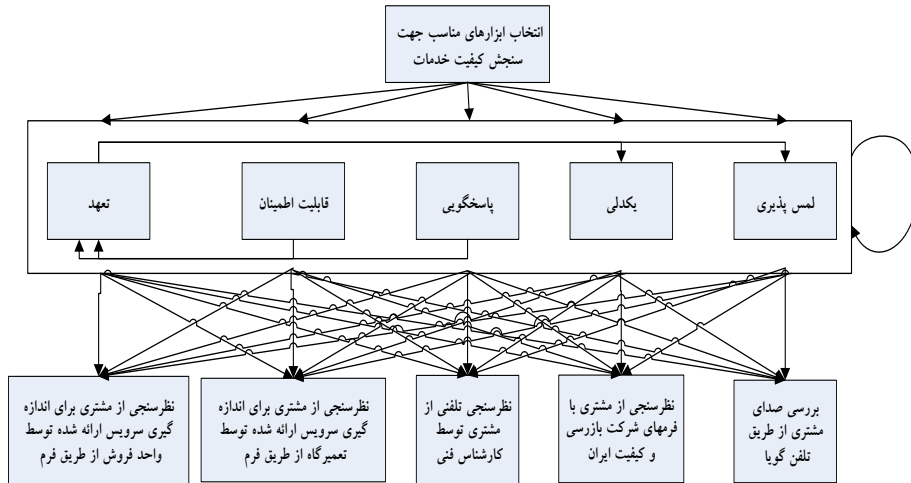 انتخاب ابزارهای مناسب جهت
سنجش کیفیت خدمات
لمس پذیری
یکدلی
پاسخگویی
قابلیت اطمینان
تعهد
بررسی صدای
مشتری از طریق
تلفن گویا
نظرسنجی از مشتری با
فرمهای شرکت بازرسی
و کیفیت ایران
نظرسنجی تلفنی از
مشتری توسط
کارشناس فنی
نظرسنجی از مشتری برای اندازه
گیری سرویس ارائه شده توسط
تعمیرگاه از طریق فرم
نظرسنجی از مشتری برای اندازه
گیری سرویس ارائه شده توسط
واحد فروش از طریق فرم